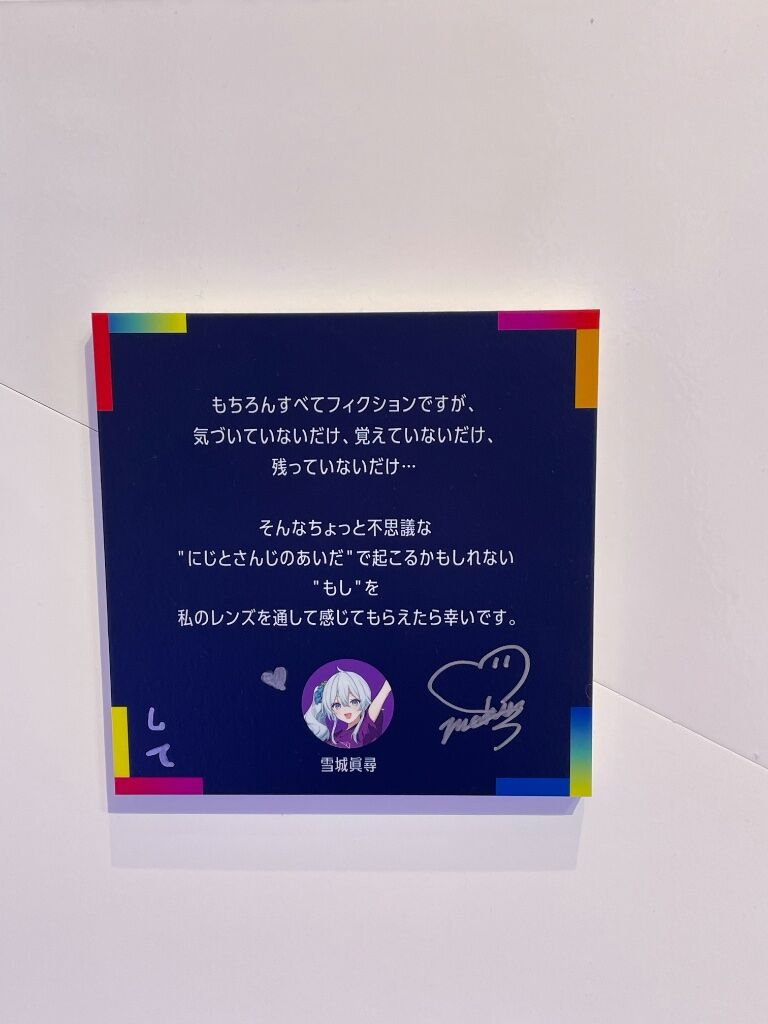 もちろんすべてフィクションですが、
気づいていないだけ、覚えていないだけ、
残っていないだけ…
そんなちょっと不思議な
"にじとさんじのあいだ"で起こるかもしれない
"もし"を
私のレンズを通して感じてもらえたら幸いです。
雪城眞尋
して